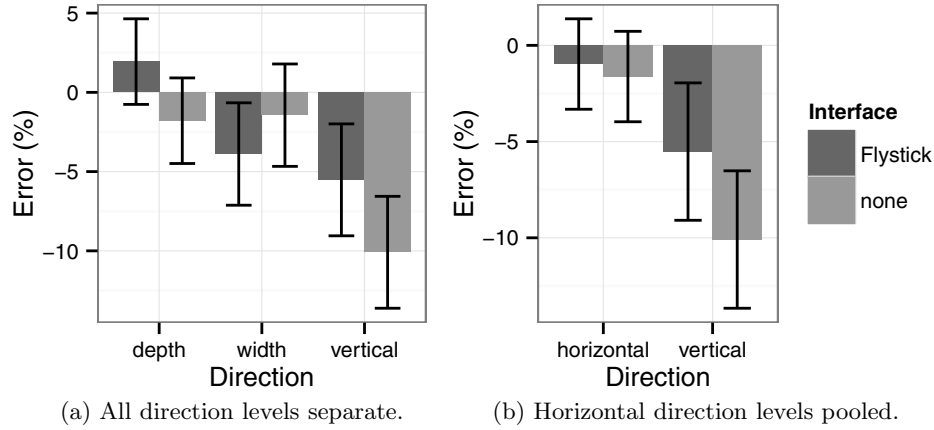 5
0
−5
−10
Error (%)
depth
width
vertical
Direction
(a) All direction levels separate.
0
−5
−10
Error (%)
horizontal
vertical
Direction
(b) Horizontal direction levels pooled.
Interface
Flystick
none